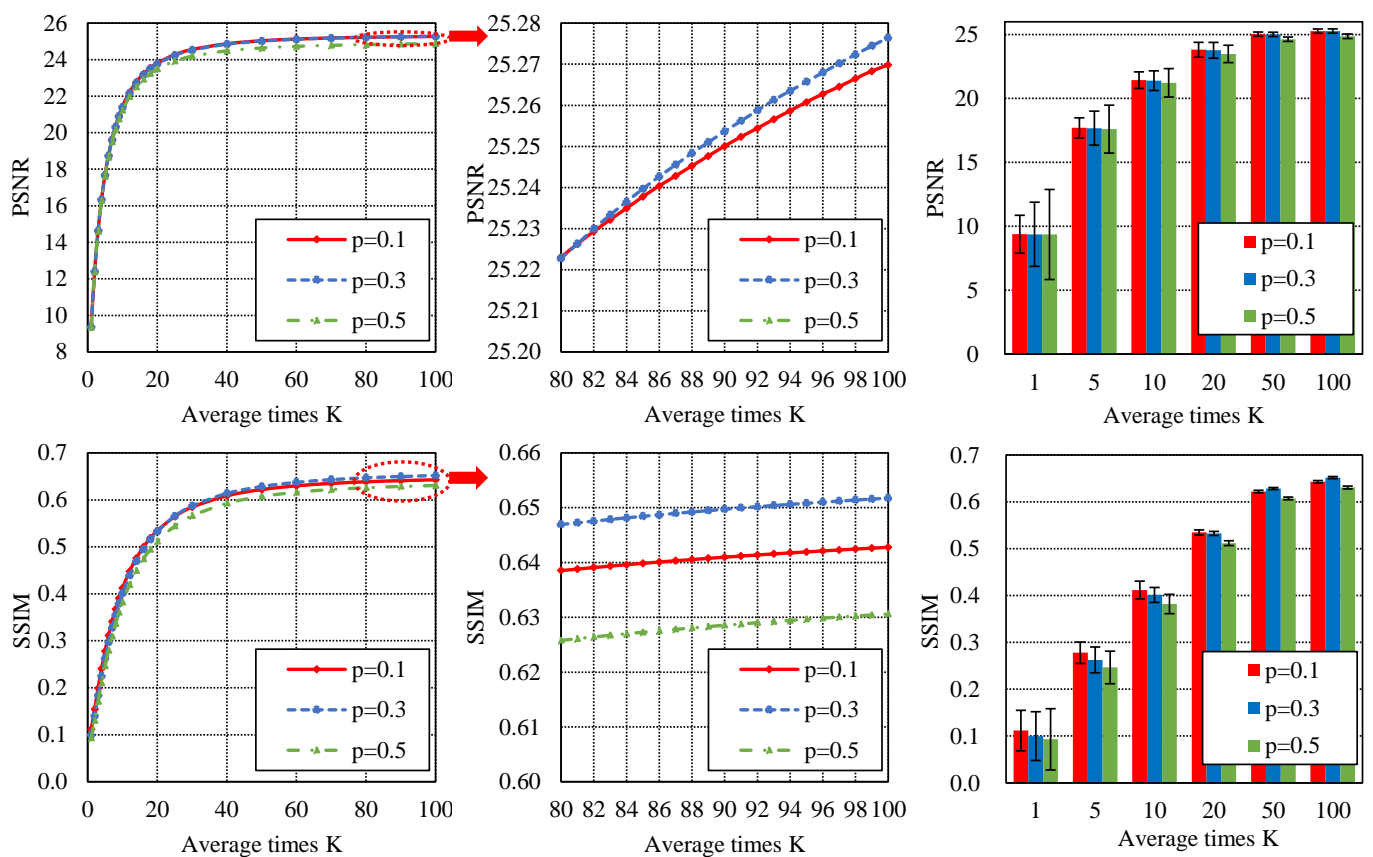 26
24
22
20
18
16
14
12
10
8
PSNR
0 20 40 60 80 100
Average times K
p=0.1
p=0.3
p=0.5
25.28
25.27
25.26
25.25
25.24
25.23
25.22
25.21
25.20
PSNR
80 82 84 86 88 90 92 94 96 98 100
Average times K
p=0.1
p=0.3
p=0.5
25
20
15
10
5
0
PSNR
1 5 10 20 50 100
Average times K
p=0.1
p=0.3
p=0.5
0.7
0.6
0.5
0.4
0.3
0.2
0.1
0.0
SSIM
0 20 40 60 80 100
Average times K
p=0.1
p=0.3
p=0.5
0.66
0.65
0.64
0.63
0.62
0.61
0.60
SSIM
80 82 84 86 88 90 92 94 96 98 100
Average times K
p=0.1
p=0.3
p=0.5
0.7
0.6
0.5
0.4
0.3
0.2
0.1
0.0
SSIM
1 5 10 20 50 100
Average times K
p=0.1
p=0.3
p=0.5